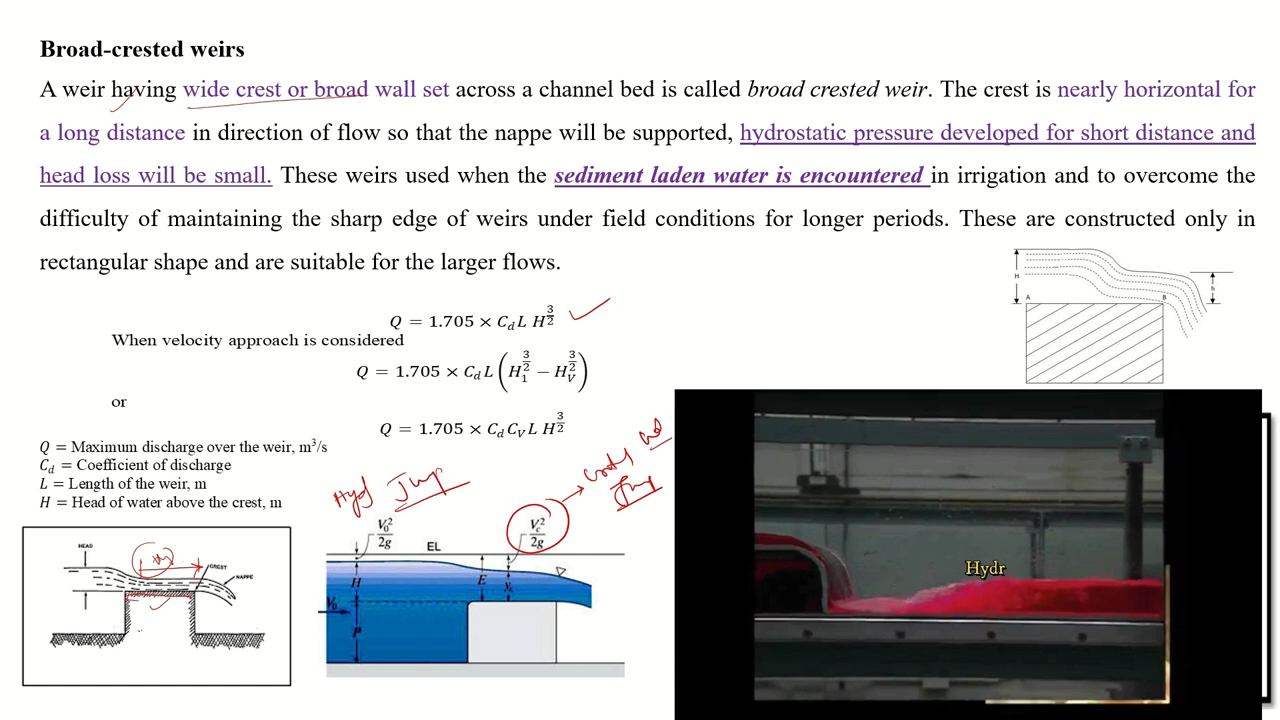 Broad-crested weirs
A weir having wide crest or broad wall set across a channel bed is called broad crested weir. The crest is nearly horizontal for
a long distance in direction of flow so that the nappe will be supported, hydrostatic pressure developed for short distance and
head loss will be small. These weirs used when the sediment laden water is encountered in irrigation and to overcome the
difficulty of maintaining the sharp edge of weirs under field conditions for longer periods. These are constructed only in
rectangular shape and are suitable for the larger flows.
H
h
A
B
Q = 1.705 × C_d L H^{3/2}
When velocity approach is considered
Q = 1.705 × C_d L (H_1^{3/2} − H_V^{3/2})
or
Q = 1.705 × C_d C_V L H^{3/2}
Q = Maximum discharge over the weir, m³/s
C_d = Coefficient of discharge
L = Length of the weir, m
H = Head of water above the crest, m
Hyd Jump
Jump
HEAD
CREST
NAPPE
V_0²/2g
EL
V_c²/2g
H
E
y_c
V_0
P
Hydr